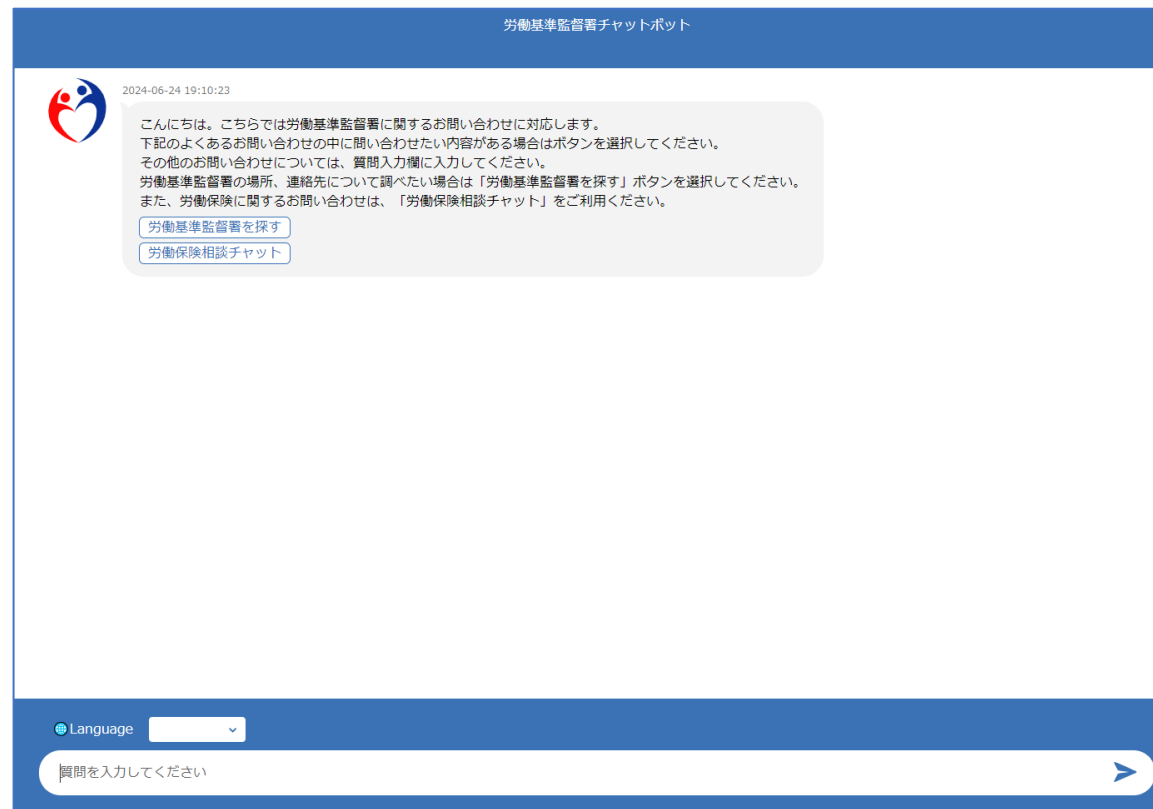 労働基準監督署チャットボット
2024-06-24 19:10:23
こんにちは。こちらでは労働基準監督署に関するお問い合わせに対応します。
下記のよくあるお問い合わせの中に問い合わせたい内容がある場合はボタンを選択してください。
その他のお問い合わせについては、質問入力欄に入力してください。
労働基準監督署の場所、連絡先について調べたい場合は「労働基準監督署を探す」ボタンを選択してください。
また、労働保険に関するお問い合わせは、「労働保険相談チャット」をご利用ください。
労働基準監督署を探す
労働保険相談チャット
Language
質問を入力してください